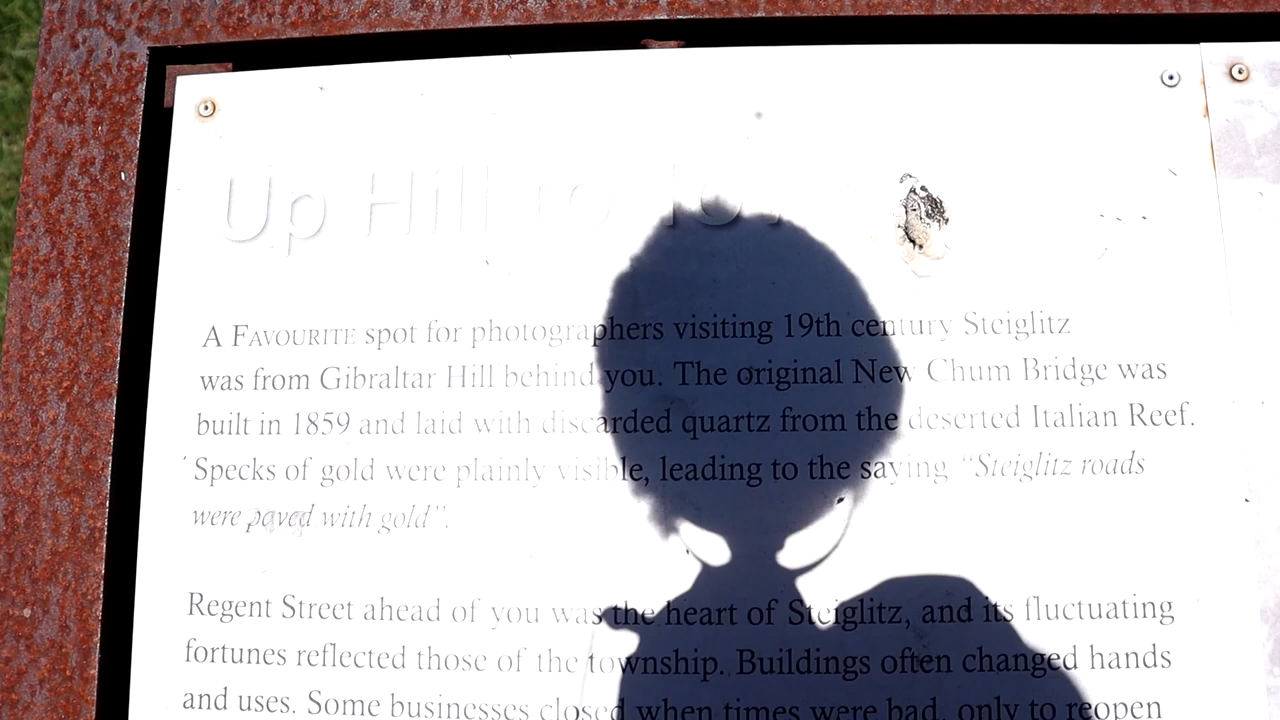 Up Hill to
A FAVOURITE spot for photographers visiting 19th century Steiglitz
was from Gibraltar Hill behind you. The original New Chum Bridge was
built in 1859 and laid with discarded quartz from the deserted Italian Reef.
Specks of gold were plainly visible, leading to the saying "Steiglitz roads
were paved with gold".
Regent Street ahead of you was the heart of Steiglitz, and its fluctuating
fortunes reflected those of the township. Buildings often changed hands
and uses. Some businesses closed when times were bad, only to reopen